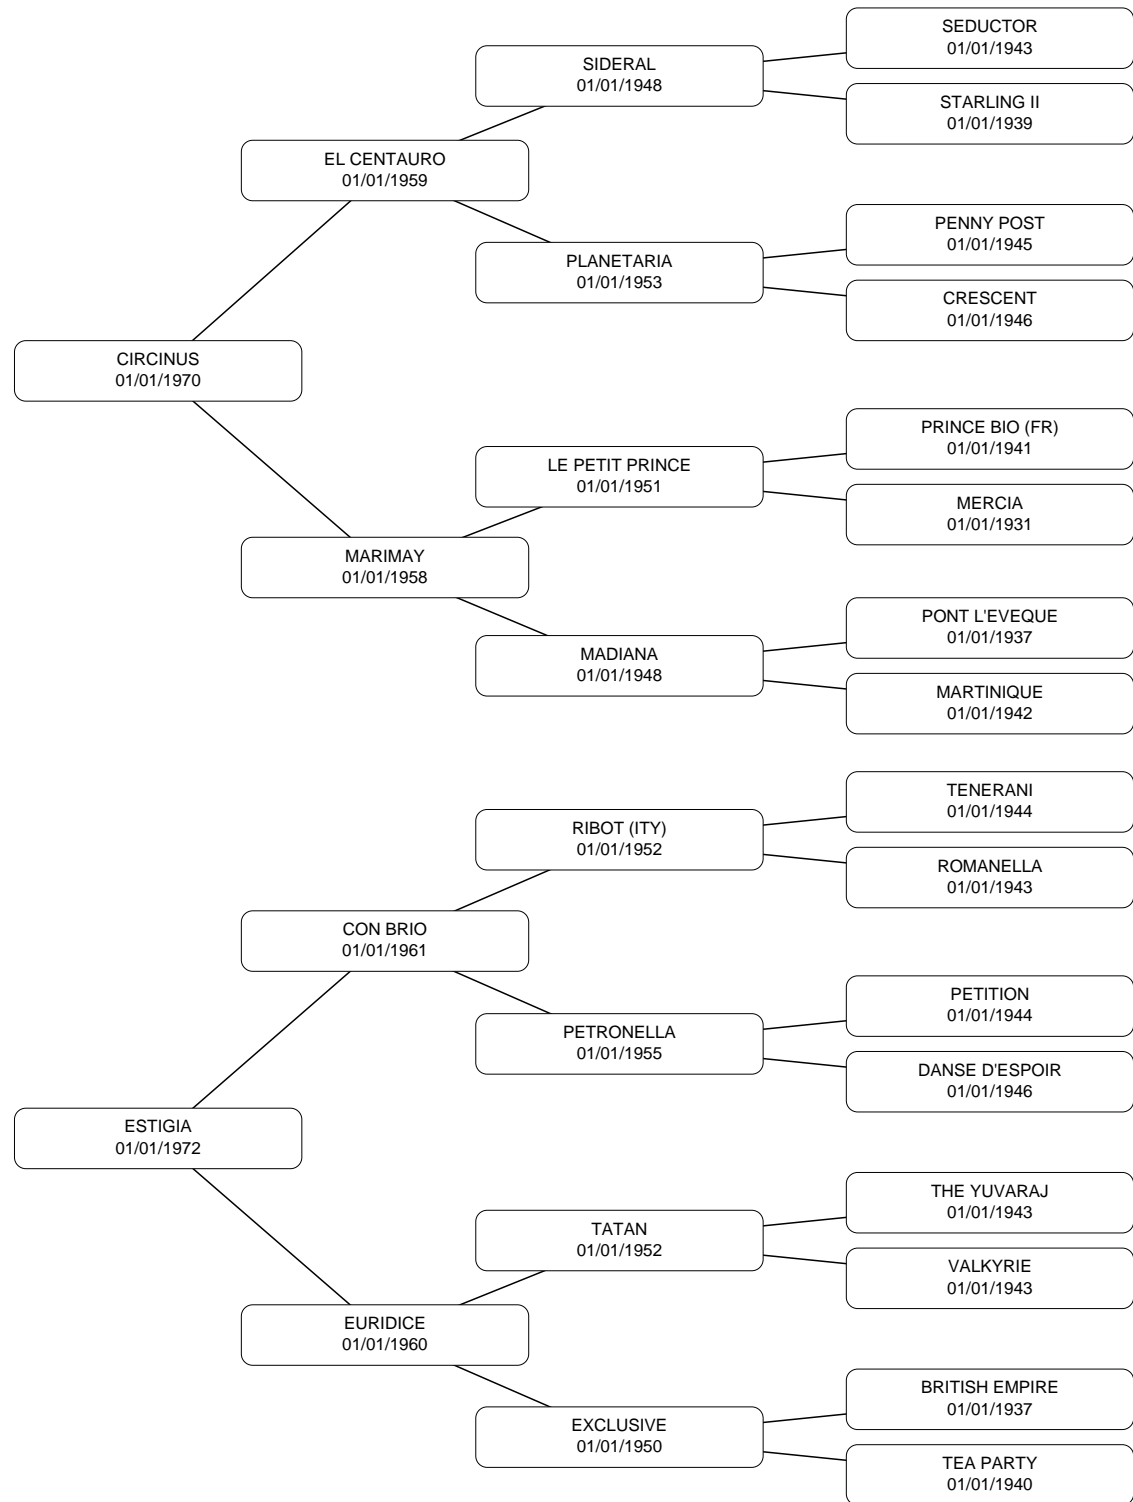 SEDUCTOR
01/01/1943
SIDERAL
01/01/1948
STARLING II
01/01/1939
EL CENTAURO
01/01/1959
PENNY POST
01/01/1945
PLANETARIA
01/01/1953
CRESCENT
01/01/1946
CIRCINUS
01/01/1970
PRINCE BIO (FR)
01/01/1941
LE PETIT PRINCE
01/01/1951
MERCIA
01/01/1931
MARIMAY
01/01/1958
PONT L'EVEQUE
01/01/1937
MADIANA
01/01/1948
MARTINIQUE
01/01/1942
TENERANI
01/01/1944
RIBOT (ITY)
01/01/1952
ROMANELLA
01/01/1943
CON BRIO
01/01/1961
PETITION
01/01/1944
PETRONELLA
01/01/1955
DANSE D'ESPOIR
01/01/1946
ESTIGIA
01/01/1972
THE YUVARAJ
01/01/1943
TATAN
01/01/1952
VALKYRIE
01/01/1943
EURIDICE
01/01/1960
BRITISH EMPIRE
01/01/1937
EXCLUSIVE
01/01/1950
TEA PARTY
01/01/1940